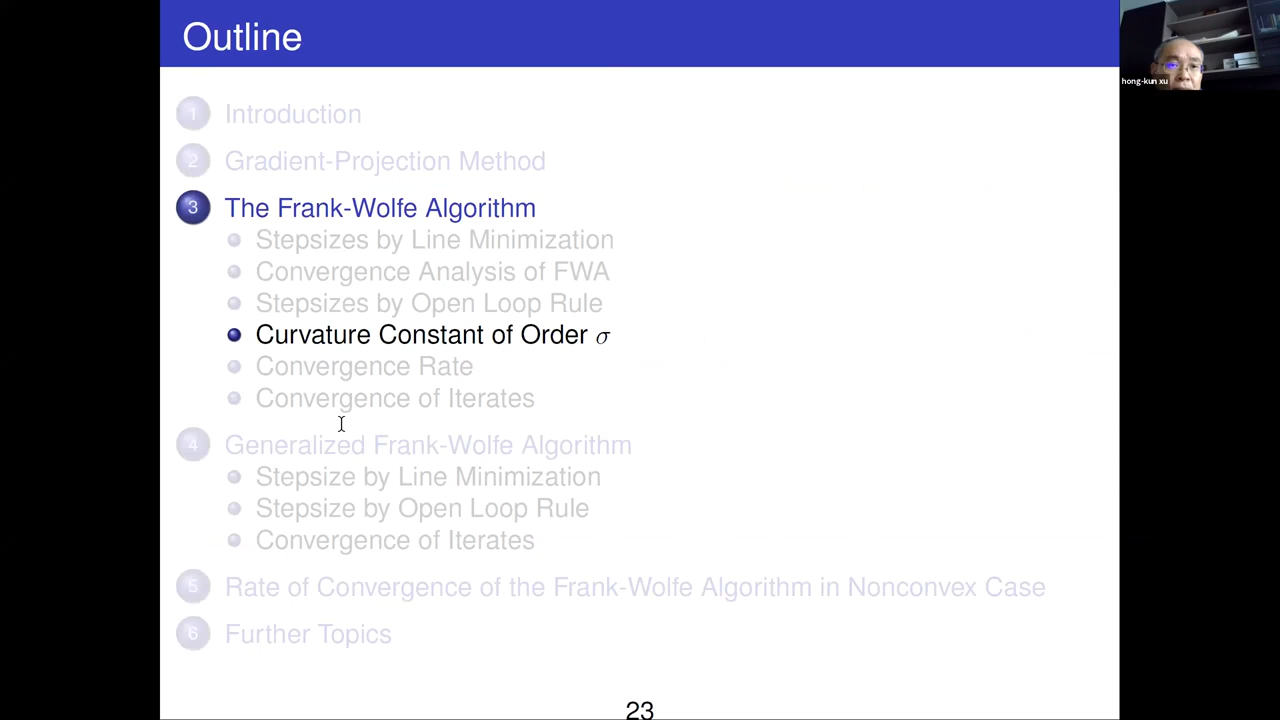 Outline
hong-kun xu
1 Introduction
2 Gradient-Projection Method
3 The Frank-Wolfe Algorithm
Stepsizes by Line Minimization
Convergence Analysis of FWA
Stepsizes by Open Loop Rule
Curvature Constant of Order σ
Convergence Rate
Convergence of Iterates
4 Generalized Frank-Wolfe Algorithm
Stepsize by Line Minimization
Stepsize by Open Loop Rule
Convergence of Iterates
5 Rate of Convergence of the Frank-Wolfe Algorithm in Nonconvex Case
6 Further Topics
23